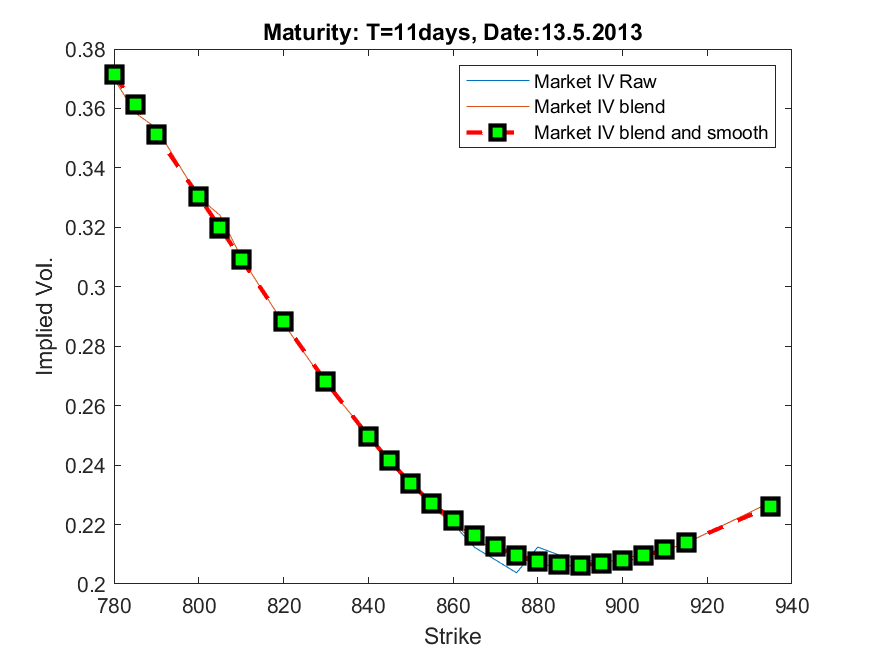 Maturity: T=11days, Date:13.5.2013
0.38
0.36
0.34
0.32
0.3
0.28
0.26
0.24
0.22
0.2
Implied Vol.
Market IV Raw
Market IV blend
Market IV blend and smooth
780 800 820 840 860 880 900 920 940
Strike